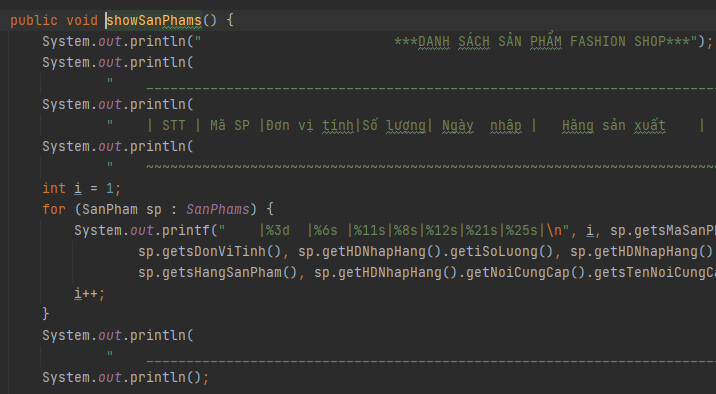 public void showSanPhams() {
System.out.println("                        ***DANH SÁCH SẢN PHẨM FASHION SHOP***");
System.out.println(
"    ________________________________________________________________________
System.out.println(
"    | STT | Mã SP |Đơn vị tính|Số lượng| Ngày  nhập |   Hãng sản xuất    |
System.out.println(
"    ~~~~~~~~~~~~~~~~~~~~~~~~~~~~~~~~~~~~~~~~~~~~~~~~~~~~~~~~~~~~~~~~~~~~~~~~
int i = 1;
for (SanPham sp : SanPhams) {
System.out.printf("    |%3d  |%6s |%11s|%8s|%12s|%21s|%25s|\n", i, sp.getsMaSanP
sp.getsDonViTinh(), sp.getHDNhapHang().getiSoLuong(), sp.getHDNhapHang()
sp.getsHangSanPham(), sp.getHDNhapHang().getNoiCungCap().getsTenNoiCungCa
i++;
}
System.out.println(
"    ________________________________________________________________________
System.out.println();